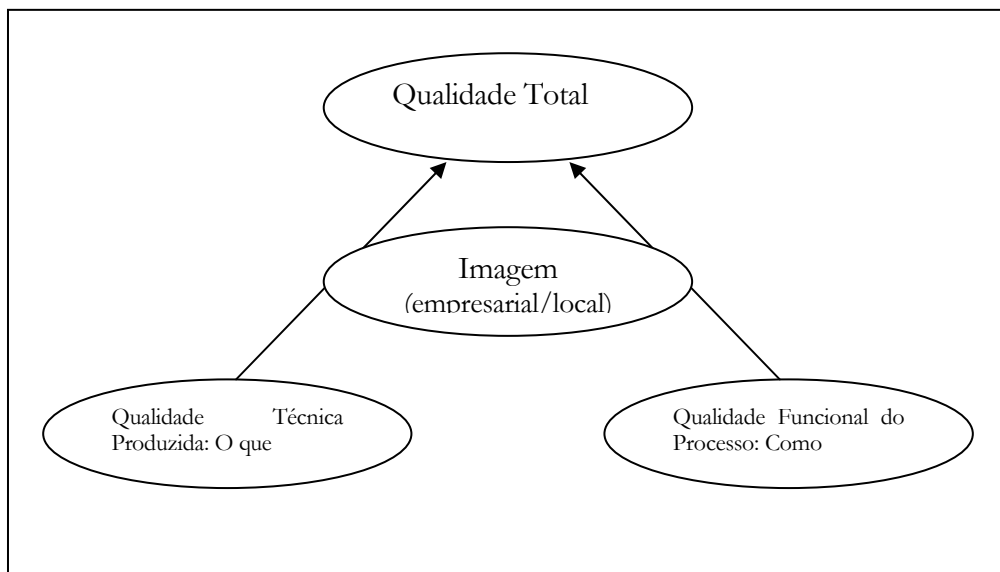 Qualidade Total
Imagem
(empresarial/local)
Qualidade Técnica
Produzida: O que
Qualidade Funcional do
Processo: Como